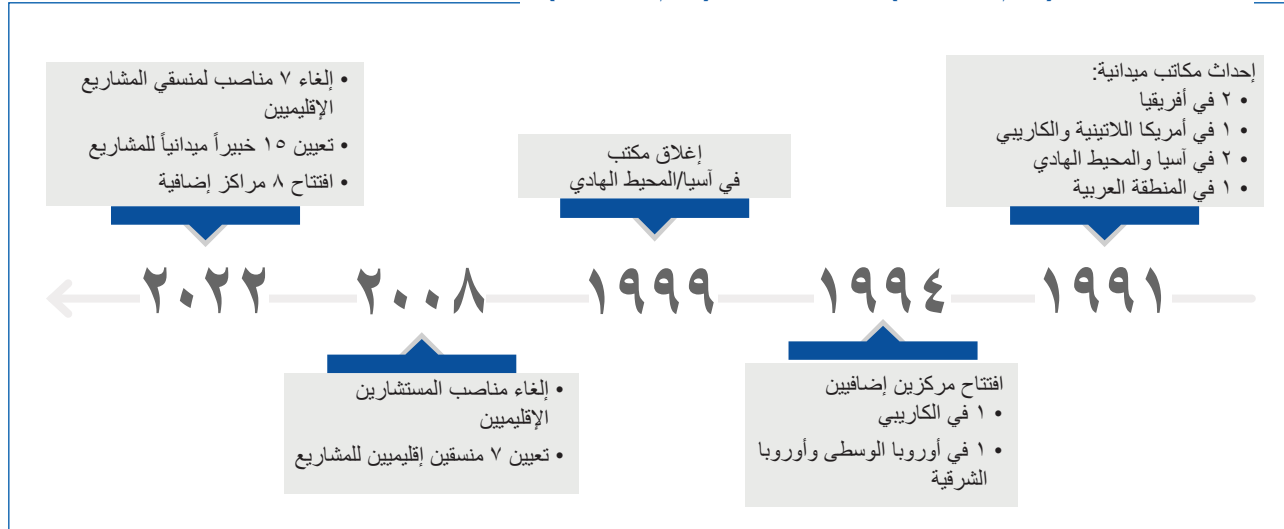 إحداث مكاتب ميدانية:
• ٢ في أفريقيا
• ١ في أمريكا اللاتينية والكاريبي
• ٢ في آسيا والمحيط الهادي
• ١ في المنطقة العربية
١٩٩١
١٩٩٤
افتتاح مركزين إضافيين
• ١ في الكاريبي
• ١ في أوروبا الوسطى وأوروبا
الشرقية
إغلاق مكتب
في آسيا/المحيط الهادي
١٩٩٩
٢٠٠٨
• إلغاء مناصب المستشارين
الإقليميين
• تعيين ٧ منسقين إقليميين للمشاريع
• إلغاء ٧ مناصب لمنسقي المشاريع
الإقليميين
• تعيين ١٥ خبيراً ميدانياً للمشاريع
• افتتاح ٨ مراكز إضافية
٢٠٢٢